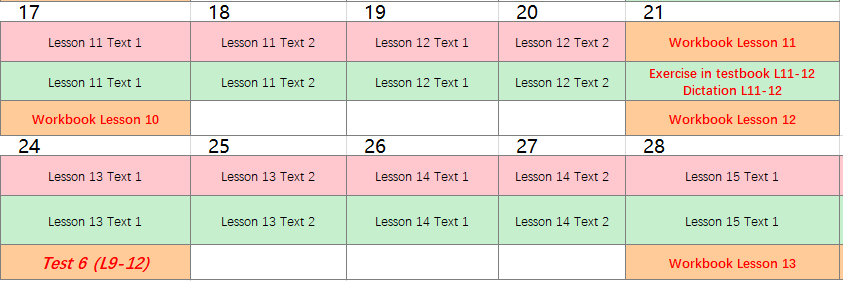 17 18 19 20 21
Lesson 11 Text 1 Lesson 11 Text 2 Lesson 12 Text 1 Lesson 12 Text 2 Workbook Lesson 11
Lesson 11 Text 1 Lesson 11 Text 2 Lesson 12 Text 1 Lesson 12 Text 2 Exercise in testbook L11-12
Dictation L11-12
Workbook Lesson 10 Workbook Lesson 12
24 25 26 27 28
Lesson 13 Text 1 Lesson 13 Text 2 Lesson 14 Text 1 Lesson 14 Text 2 Lesson 15 Text 1
Lesson 13 Text 1 Lesson 13 Text 2 Lesson 14 Text 1 Lesson 14 Text 2 Lesson 15 Text 1
Test 6 (L9-12) Workbook Lesson 13